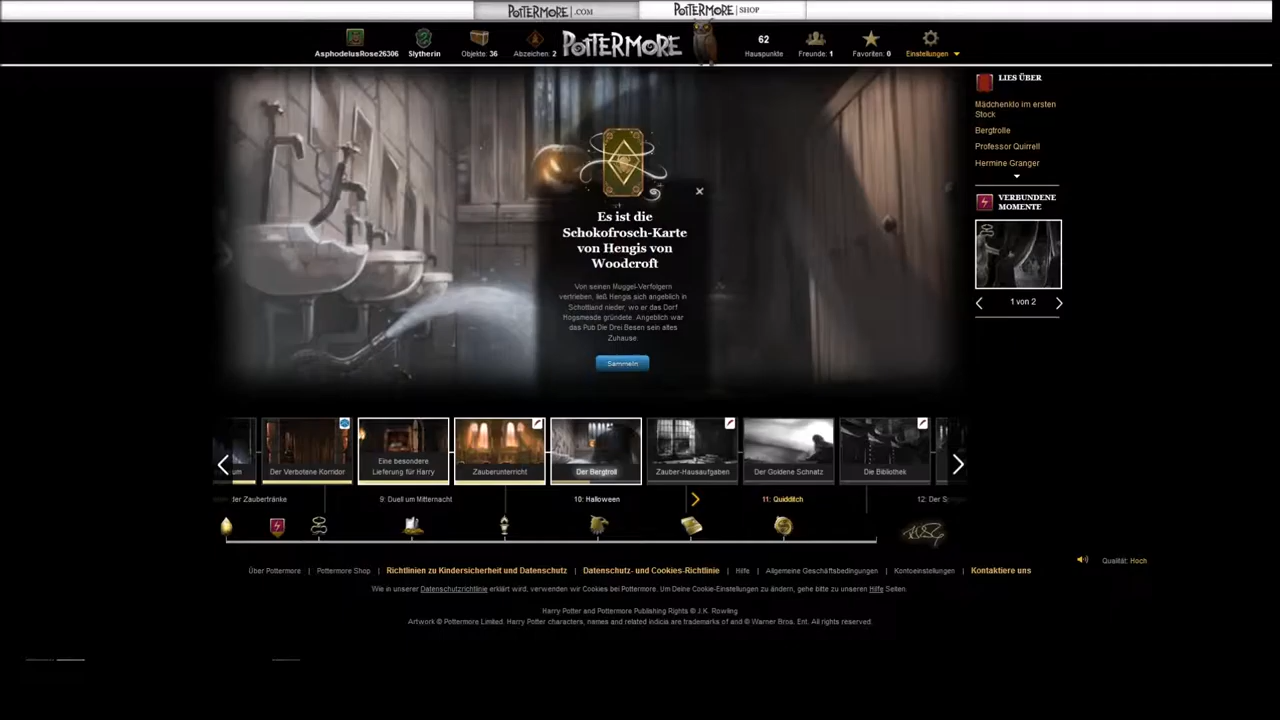 POTTERMORE .COM
POTTERMORE SHOP
AsphodelusRose26306
Slytherin
Objekte: 36
Abzeichen: 2
POTTERMORE
62
Hauspunkte
Freunde: 1
Favoriten: 0
Einstellungen
LIES ÜBER
Mädchenklo im ersten
Stock
Bergtrolle
Professor Quirrell
Hermine Granger
VERBUNDENE
MOMENTE
1 von 2
Es ist die
Schokofrosch-Karte
von Hengis von
Woodcroft
Von seinen Muggel-Verfolgern
vertrieben, ließ Hengis sich angeblich in
Schottland nieder, wo er das Dorf
Hogsmeade gründete. Angeblich war
das Pub Die Drei Besen sein altes
Zuhause.
Sammeln
um
Der Verbotene Korridor
Eine besondere
Lieferung für Harry
Zauberunterricht
Der Bergtroll
Zauber-Hausaufgaben
Der Goldene Schnatz
Die Bibliothek
der Zaubertränke
9: Duell um Mitternacht
10: Halloween
11: Quidditch
12: Der S
Über Pottermore | Pottermore Shop | Richtlinien zu Kindersicherheit und Datenschutz | Datenschutz- und Cookies-Richtlinie | Hilfe | Allgemeine Geschäftsbedingungen | Kontoeinstellungen | Kontaktiere uns
Qualität: Hoch
Wie in unserer Datenschutzrichtlinie erklärt wird, verwenden wir Cookies bei Pottermore. Um Deine Cookie-Einstellungen zu ändern, gehe bitte zu unseren Hilfe Seiten.
Harry Potter and Pottermore Publishing Rights © J.K. Rowling
Artwork © Pottermore Limited. Harry Potter characters, names and related indicia are trademarks of and © Warner Bros. Ent. All rights reserved.